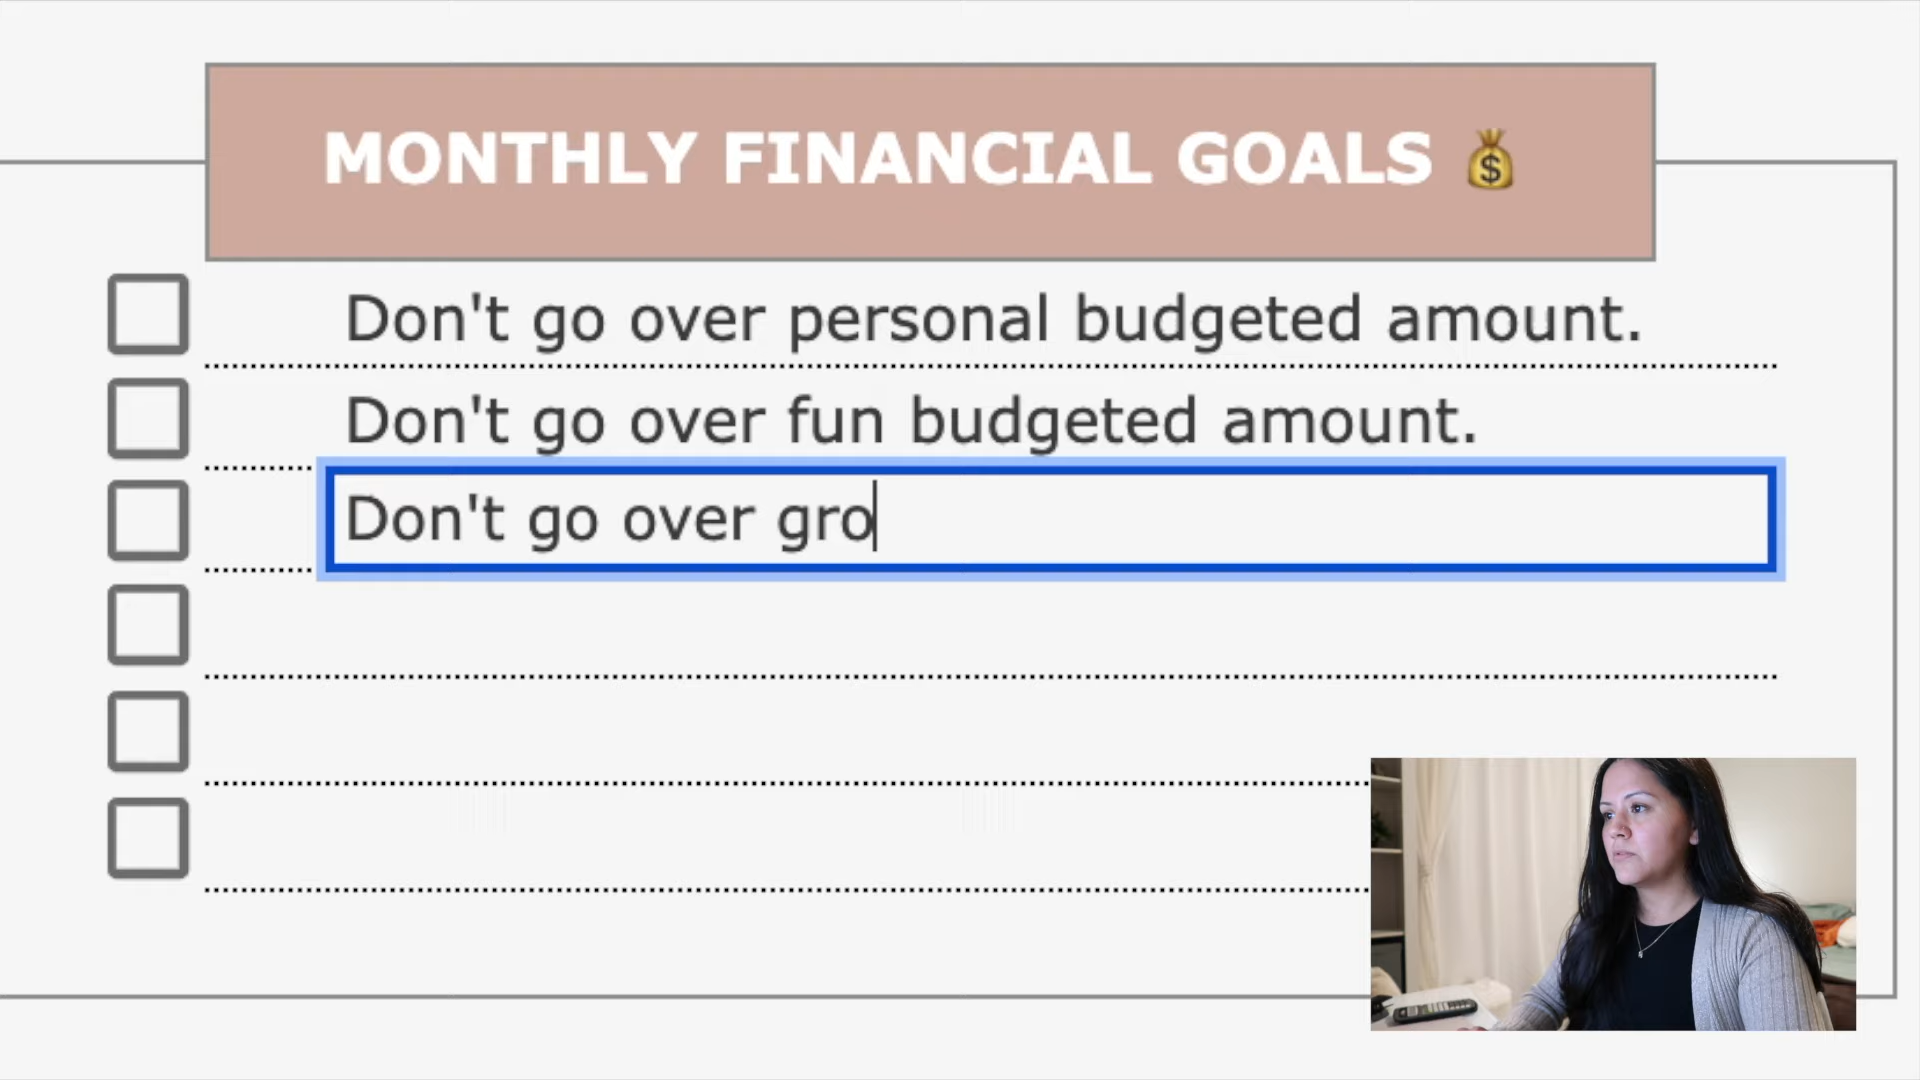 MONTHLY FINANCIAL GOALS 💰
Don't go over personal budgeted amount.
Don't go over fun budgeted amount.
Don't go over gro